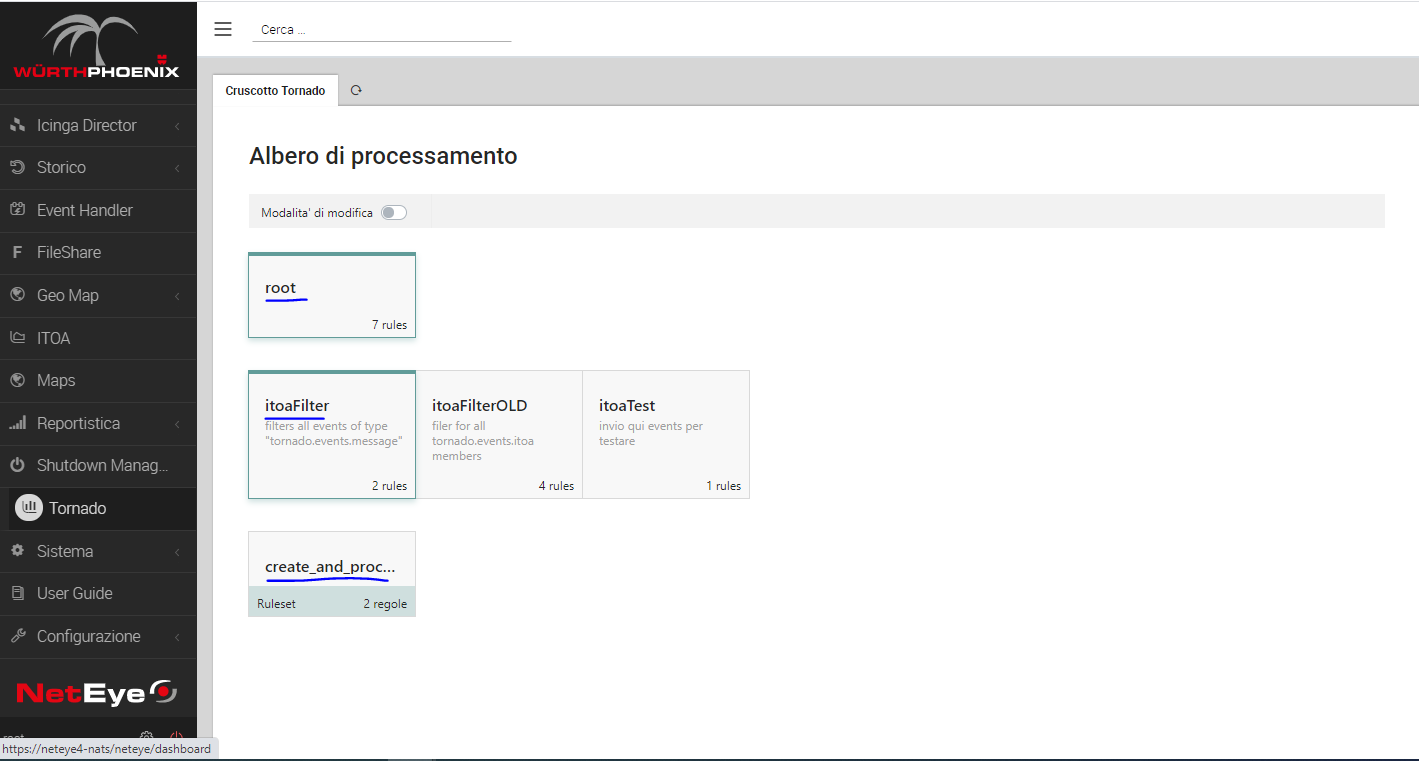 WÜRTHPHOENIX
Cerca ...
Cruscotto Tornado
Icinga Director
Storico
Event Handler
F FileShare
Geo Map
ITOA
Maps
Reportistica
Shutdown Manag...
Tornado
Sistema
User Guide
Configurazione
NetEye
https://neteye4-nats/neteye/dashboard
Albero di processamento
Modalita' di modifica
root
7 rules
itoaFilter
filters all events of type
"tornado.events.message"
2 rules
itoaFilterOLD
filer for all
tornado.events.itoa
members
4 rules
itoaTest
invio qui events per
testare
1 rules
create_and_proc...
Ruleset 2 regole